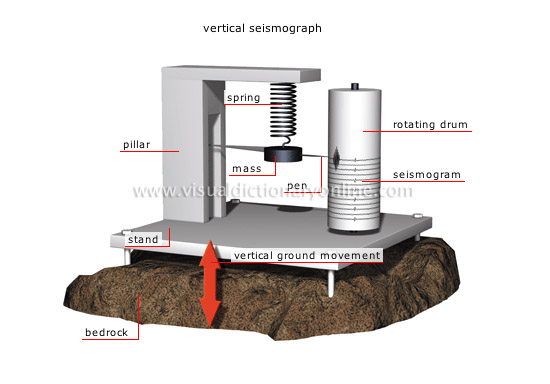 vertical seismograph
spring
rotating drum
pillar
mass
seismogram
pen
www.visualdictionaryonline.com
stand
vertical ground movement
bedrock